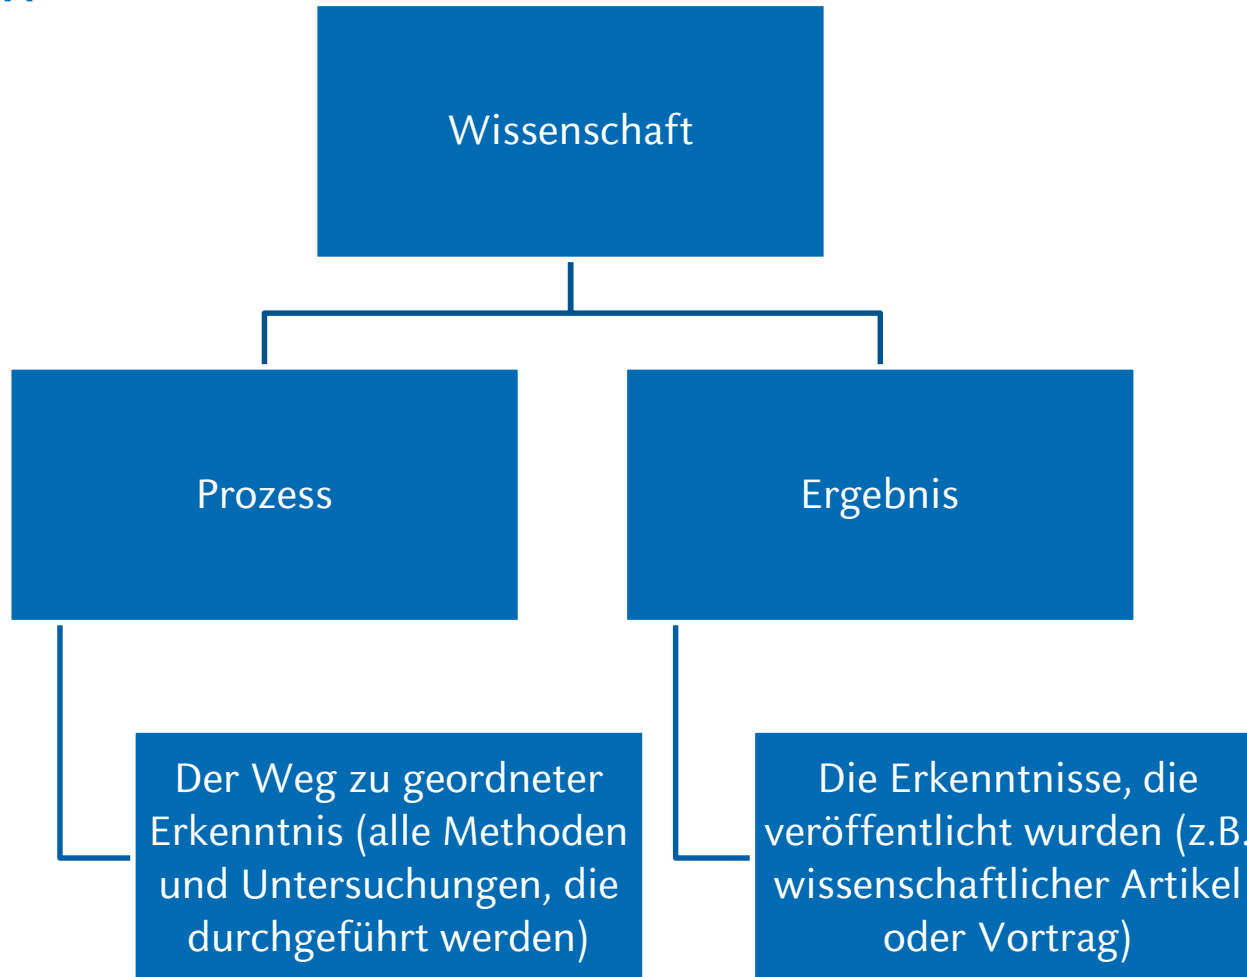 Wissenschaft
Prozess
Ergebnis
Der Weg zu geordneter
Erkenntnis (alle Methoden
und Untersuchungen, die
durchgeführt werden)
Die Erkenntnisse, die
veröffentlicht wurden (z.B.
wissenschaftlicher Artikel
oder Vortrag)